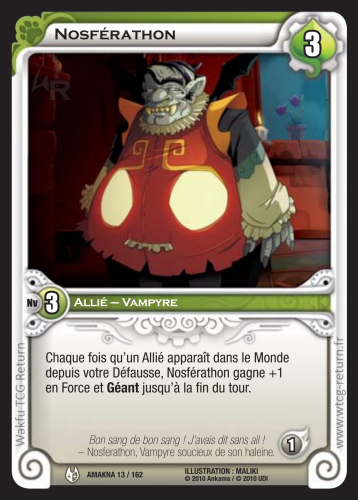 Nosférathon
3
WR
Nv 3 Allié – Vampyre
Chaque fois qu'un Allié apparaît dans le Monde
depuis votre Défausse, Nosférathon gagne +1
en Force et Géant jusqu'à la fin du tour.
Bon sang de bon sang ! J'avais dit sans ail !
– Nosferathon, Vampyre soucieux de son haleine.
1
AMAKNA 13 / 162
ILLUSTRATION : MALIKI
© 2010 Ankama / © 2010 UDI
Wakfu TCG Return
http://www.wtcg-return.fr